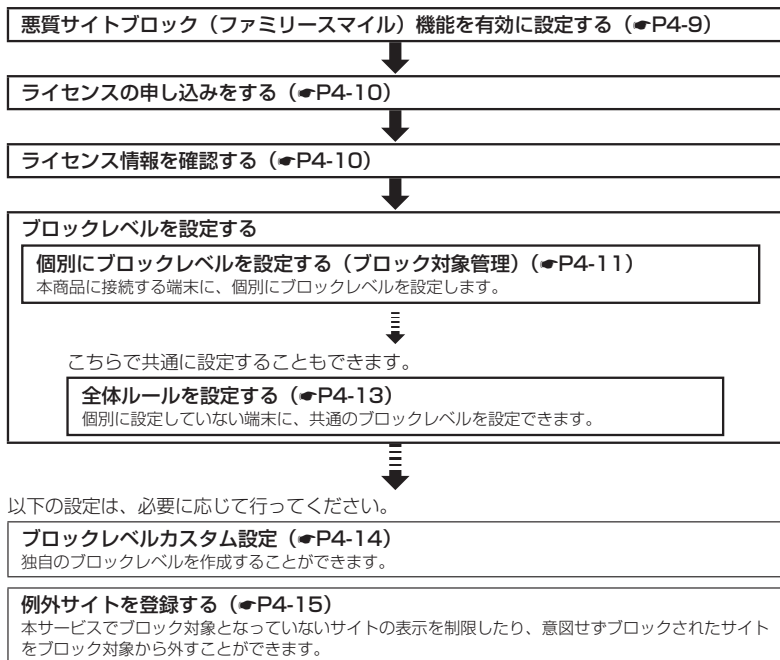 悪質サイトブロック（ファミリースマイル）機能を有効に設定する（☛P4-9）
ライセンスの申し込みをする（☛P4-10）
ライセンス情報を確認する（☛P4-10）
ブロックレベルを設定する
個別にブロックレベルを設定する（ブロック対象管理）（☛P4-11）
本商品に接続する端末に、個別にブロックレベルを設定します。
こちらで共通に設定することもできます。
全体ルールを設定する（☛P4-13）
個別に設定していない端末に、共通のブロックレベルを設定できます。
以下の設定は、必要に応じて行ってください。
ブロックレベルカスタム設定（☛P4-14）
独自のブロックレベルを作成することができます。
例外サイトを登録する（☛P4-15）
本サービスでブロック対象となっていないサイトの表示を制限したり、意図せずブロックされたサイト
をブロック対象から外すことができます。